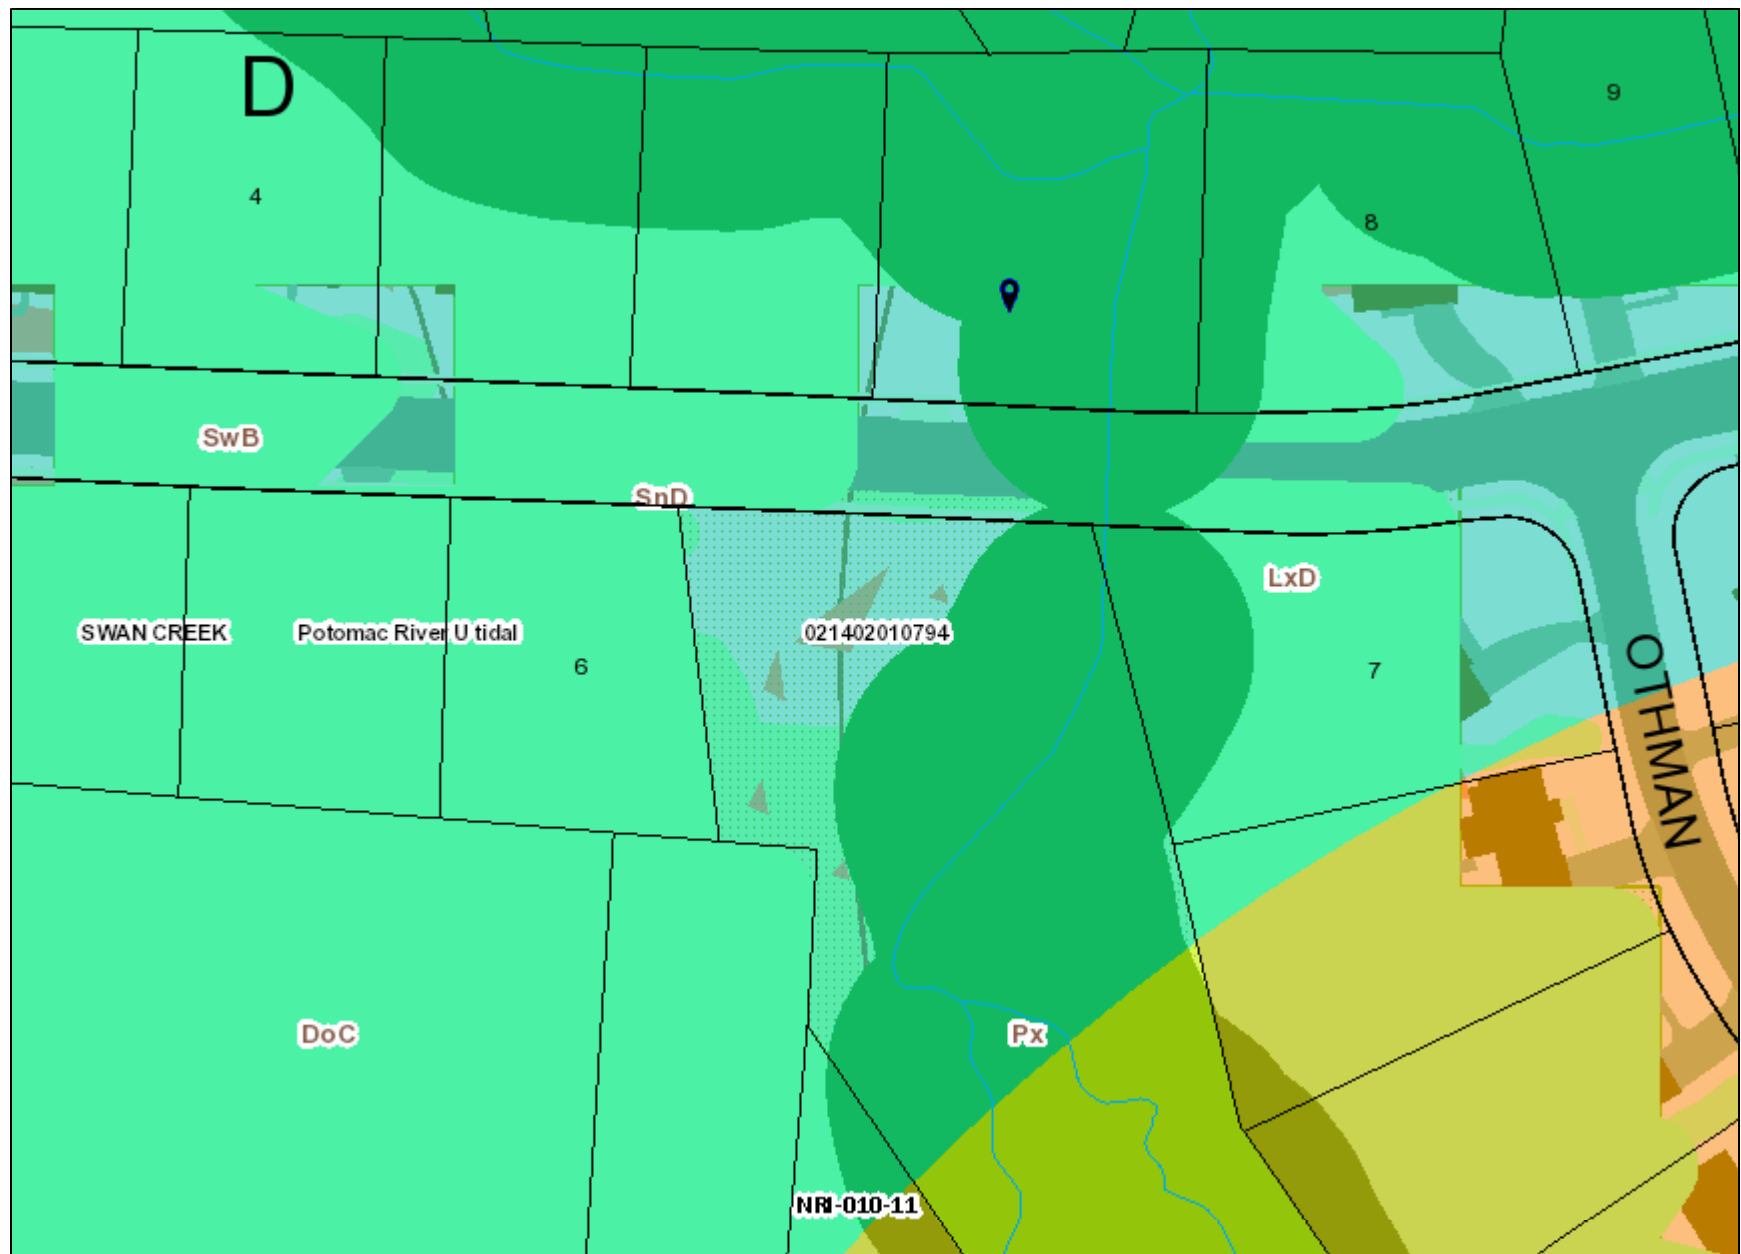 D
9
4
8
SwB
SnD
LxD
SWAN CREEK
Potomac River U tidal
021402010794
6
7
OTHMAN
DoC
Px
NRI-010-11